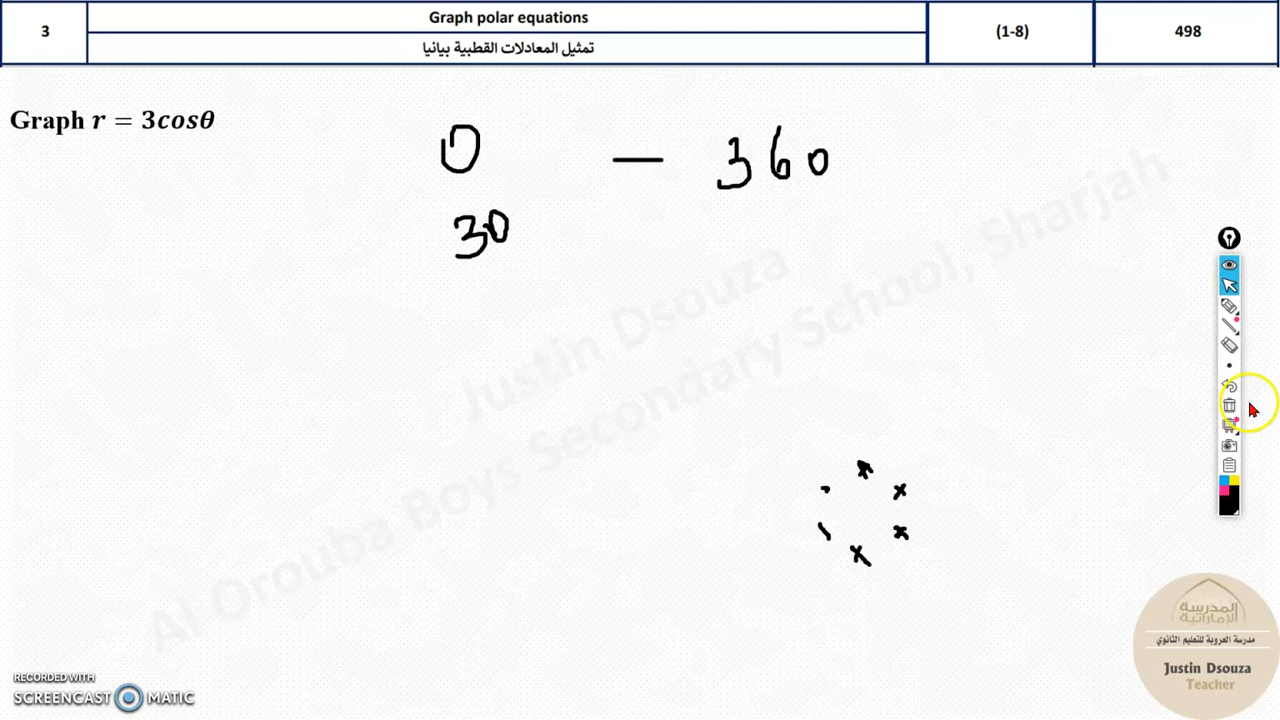 3
Graph polar equations
تمثيل المعادلات القطبية بيانيا
(1-8)
498
Graph r = 3cosθ
0 — 360
30
Justin Dsouza
Al Orouba Boys Secondary School, Sharjah
المدرسة
الإماراتية
مدرسة العروبة للتعليم الثانوي
Justin Dsouza
Teacher
RECORDED WITH
SCREENCAST MATIC